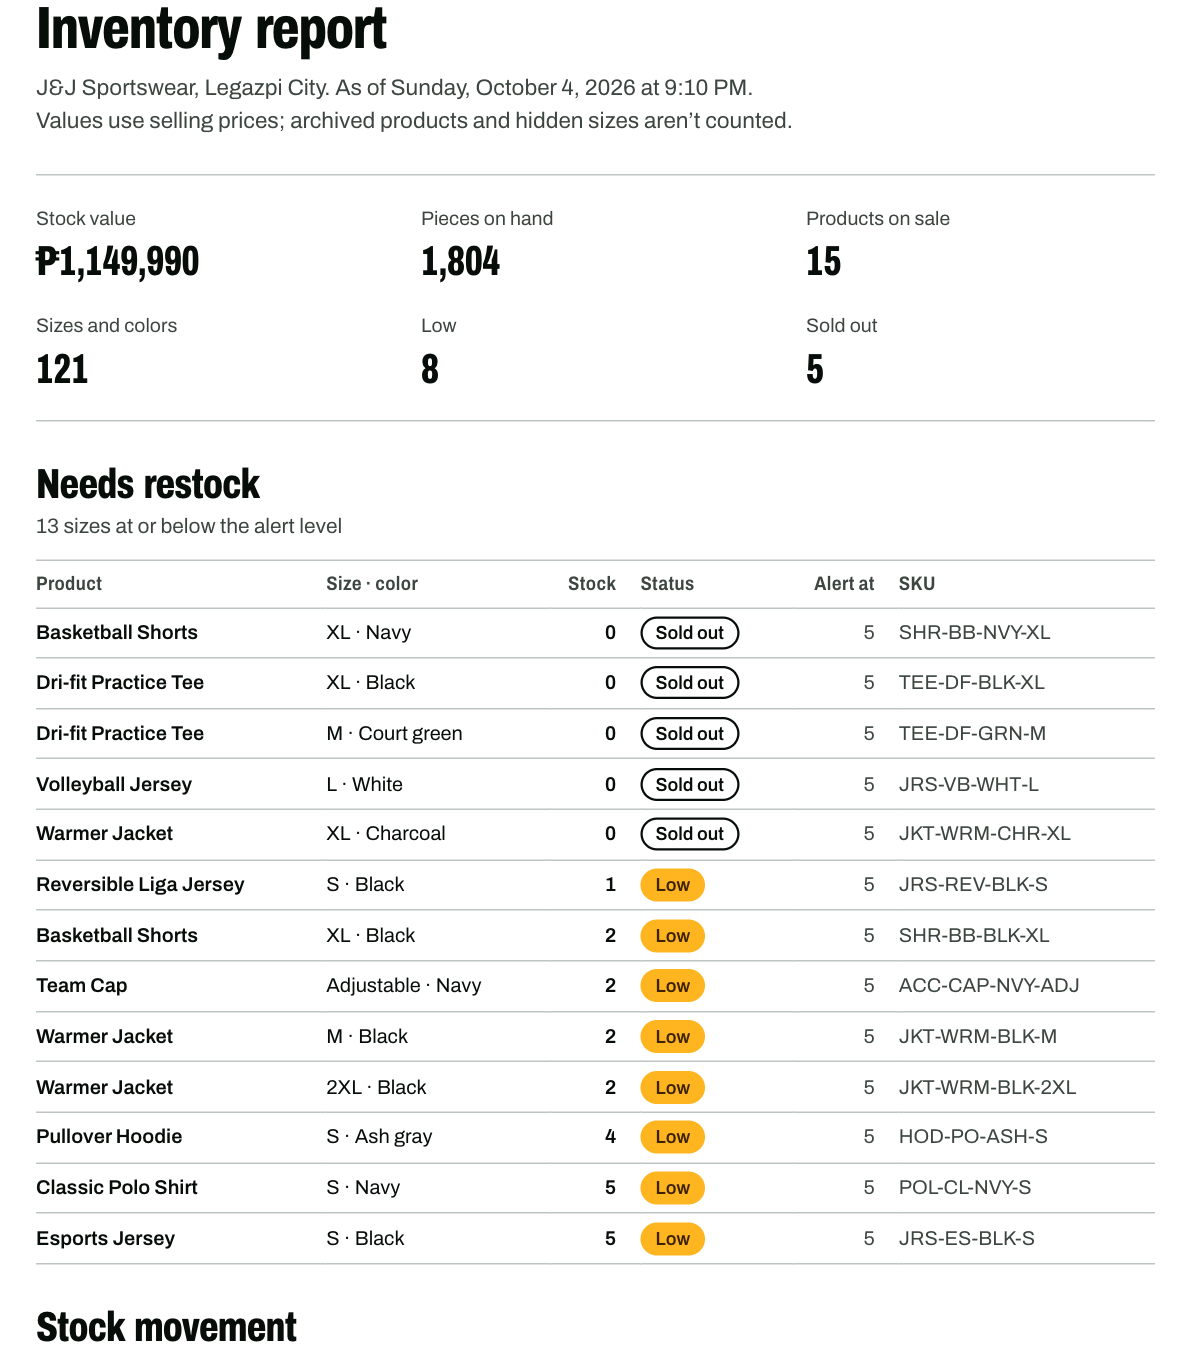 Inventory report
J&J Sportswear, Legazpi City. As of Sunday, October 4, 2026 at 9:10 PM.
Values use selling prices; archived products and hidden sizes aren’t counted.
Stock value Pieces on hand Products on sale
₱1,149,990 1,804 15
Sizes and colors Low Sold out
121 8 5
Needs restock
13 sizes at or below the alert level
Product Size · color Stock Status Alert at SKU
Basketball Shorts XL · Navy 0 Sold out 5 SHR-BB-NVY-XL
Dri-fit Practice Tee XL · Black 0 Sold out 5 TEE-DF-BLK-XL
Dri-fit Practice Tee M · Court green 0 Sold out 5 TEE-DF-GRN-M
Volleyball Jersey L · White 0 Sold out 5 JRS-VB-WHT-L
Warmer Jacket XL · Charcoal 0 Sold out 5 JKT-WRM-CHR-XL
Reversible Liga Jersey S · Black 1 Low 5 JRS-REV-BLK-S
Basketball Shorts XL · Black 2 Low 5 SHR-BB-BLK-XL
Team Cap Adjustable · Navy 2 Low 5 ACC-CAP-NVY-ADJ
Warmer Jacket M · Black 2 Low 5 JKT-WRM-BLK-M
Warmer Jacket 2XL · Black 2 Low 5 JKT-WRM-BLK-2XL
Pullover Hoodie S · Ash gray 4 Low 5 HOD-PO-ASH-S
Classic Polo Shirt S · Navy 5 Low 5 POL-CL-NVY-S
Esports Jersey S · Black 5 Low 5 JRS-ES-BLK-S
Stock movement